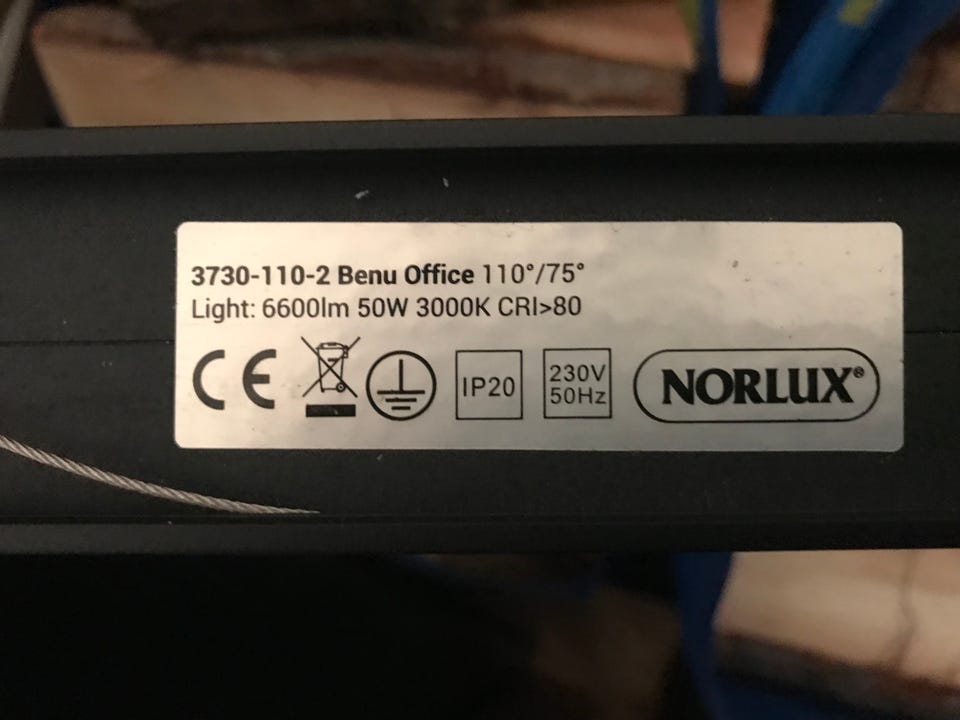 3730-110-2 Benu Office 110°/75°
Light: 6600lm 50W 3000K CRI>80
CE IP20 230V
50Hz NORLUX®